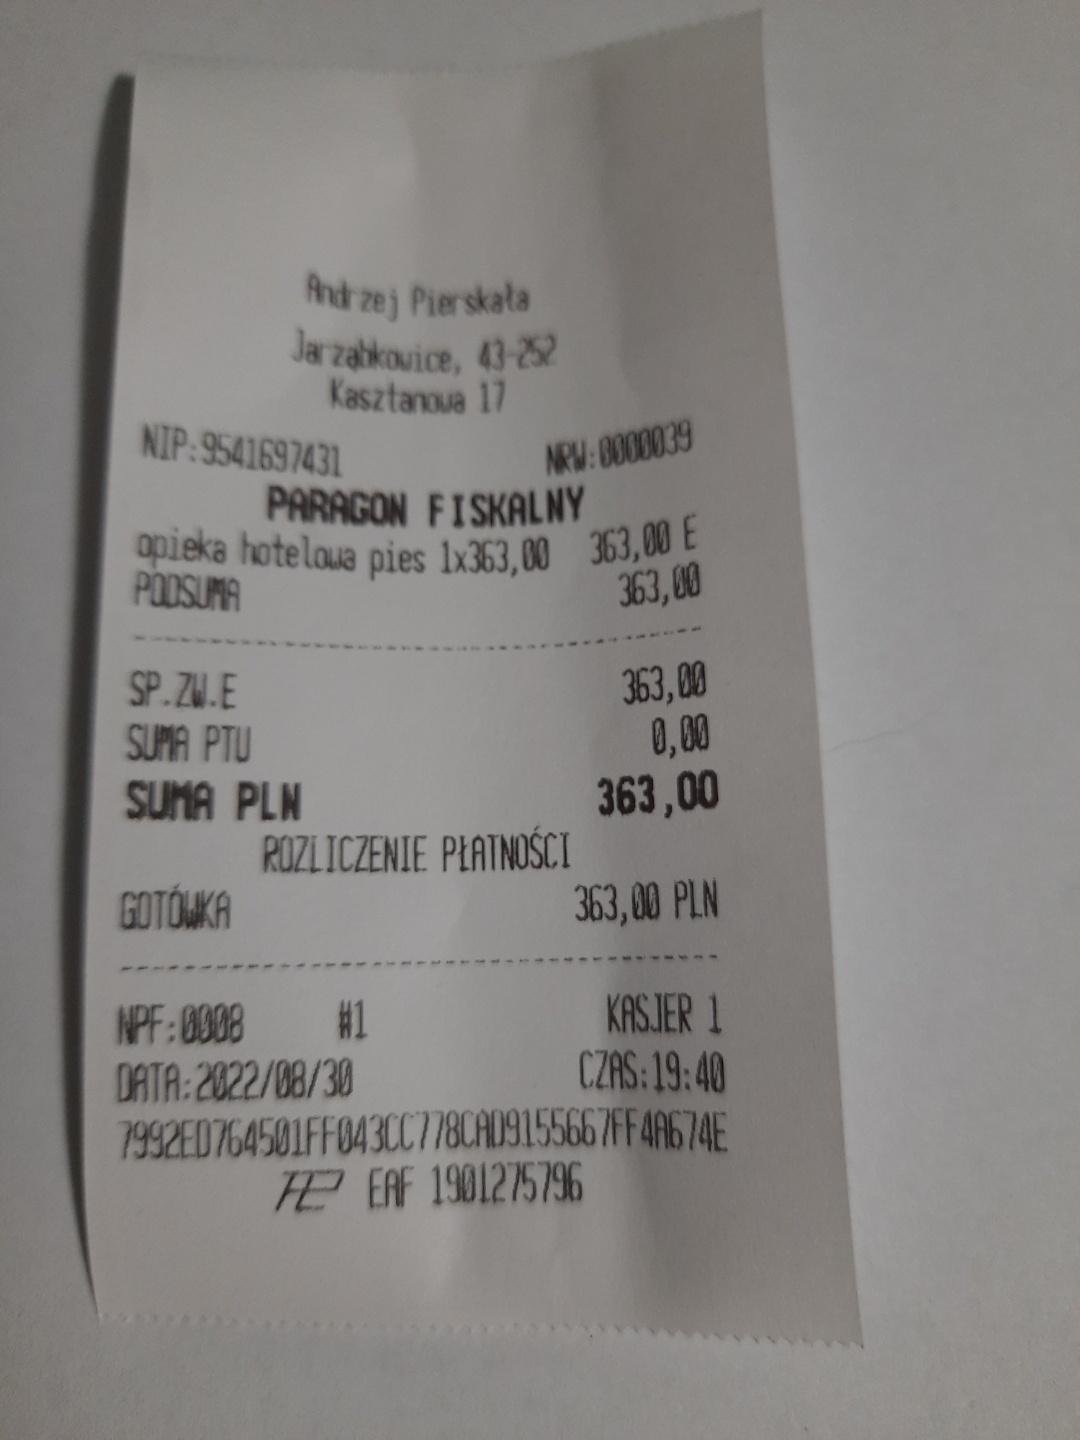 Andrzej Pierskała
Jarząbkowice, 43-252
Kasztanowa 17
NIP:9541697431 NRW:0000039
PARAGON FISKALNY
opieka hotelowa pies 1x363,00 363,00 E
PODSUMA 363,00
SP.ZW.E 363,00
SUMA PTU 0,00
SUMA PLN 363,00
ROZLICZENIE PŁATNOŚCI
GOTÓWKA 363,00 PLN
NPF:0008 #1 KASJER 1
DATA:2022/08/30 CZAS:19:40
7992ED764501FF043CC778CAD9155667FF4A674E
EAF 1901275796